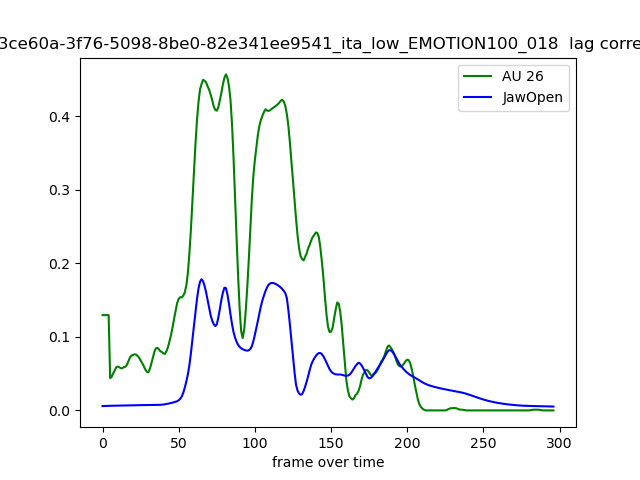 3ce60a-3f76-5098-8be0-82e341ee9541_ita_low_EMOTION100_018 lag corre
AU 26
JawOpen
0.4
0.3
0.2
0.1
0.0
0 50 100 150 200 250 300
frame over time